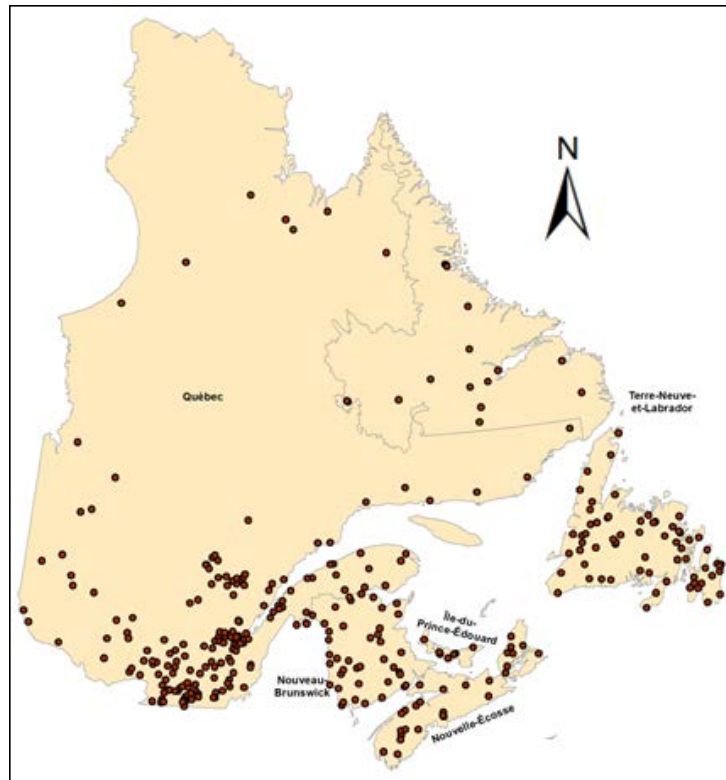 N
Québec
Terre-Neuve-
et-Labrador
Île-du-
Prince-Édouard
Nouveau-
Brunswick
Nouvelle-Écosse